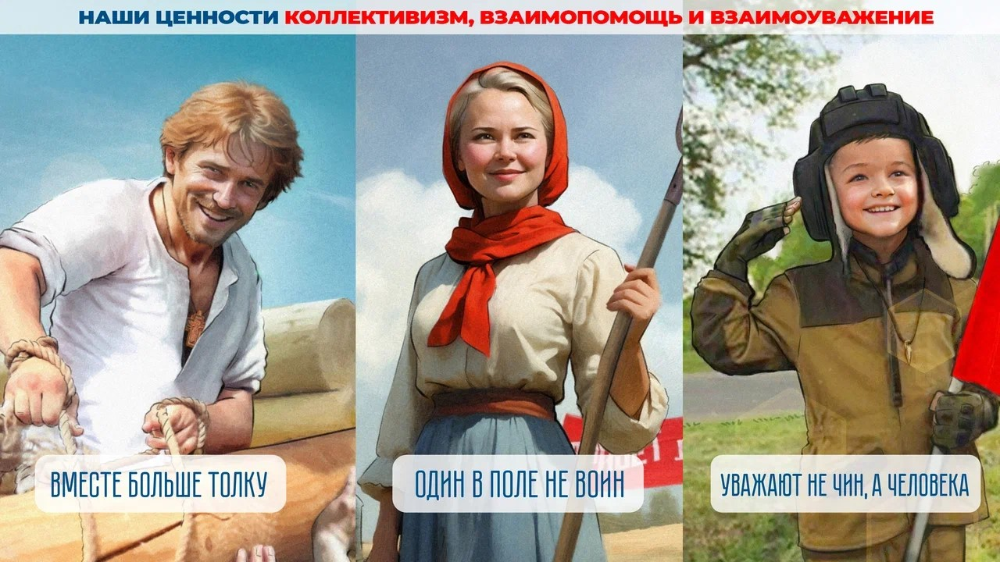 НАШИ ЦЕННОСТИ КОЛЛЕКТИВИЗМ, ВЗАИМОПОМОЩЬ И ВЗАИМОУВАЖЕНИЕ
ВМЕСТЕ БОЛЬШЕ ТОЛКУ
ОДИН В ПОЛЕ НЕ ВОИН
УВАЖАЮТ НЕ ЧИН, А ЧЕЛОВЕКА